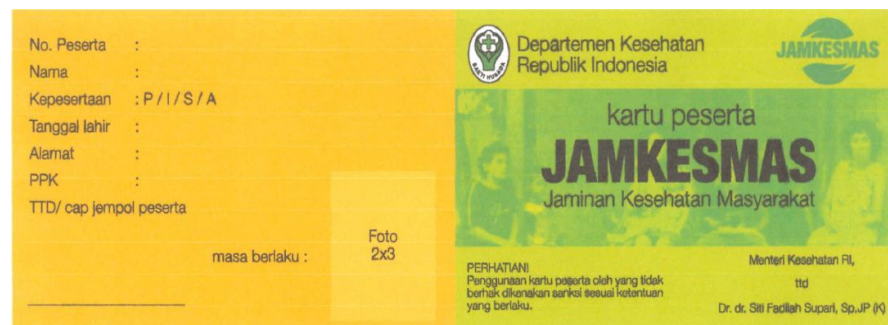 No. Peserta :
Nama :
Kepesertaan : P / I / S / A
Tanggal lahir :
Alamat :
PPK :
TTD/ cap jempol peserta
masa berlaku :
Foto
2x3
BAKTI HUSADA
Departemen Kesehatan
Republik Indonesia
JAMKESMAS
kartu peserta
JAMKESMAS
Jaminan Kesehatan Masyarakat
PERHATIAN!
Penggunaan kartu peserta oleh yang tidak
berhak dikenakan sanksi sesuai ketentuan
yang berlaku.
Menteri Kesehatan RI,
ttd
Dr. dr. Siti Fadilah Supari, Sp.JP (K)